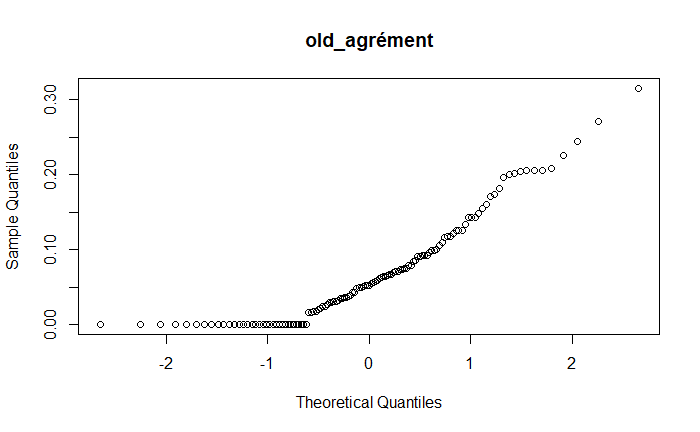 old_agrément
Sample Quantiles
0.30
0.20
0.10
0.00
-2 -1 0 1 2
Theoretical Quantiles